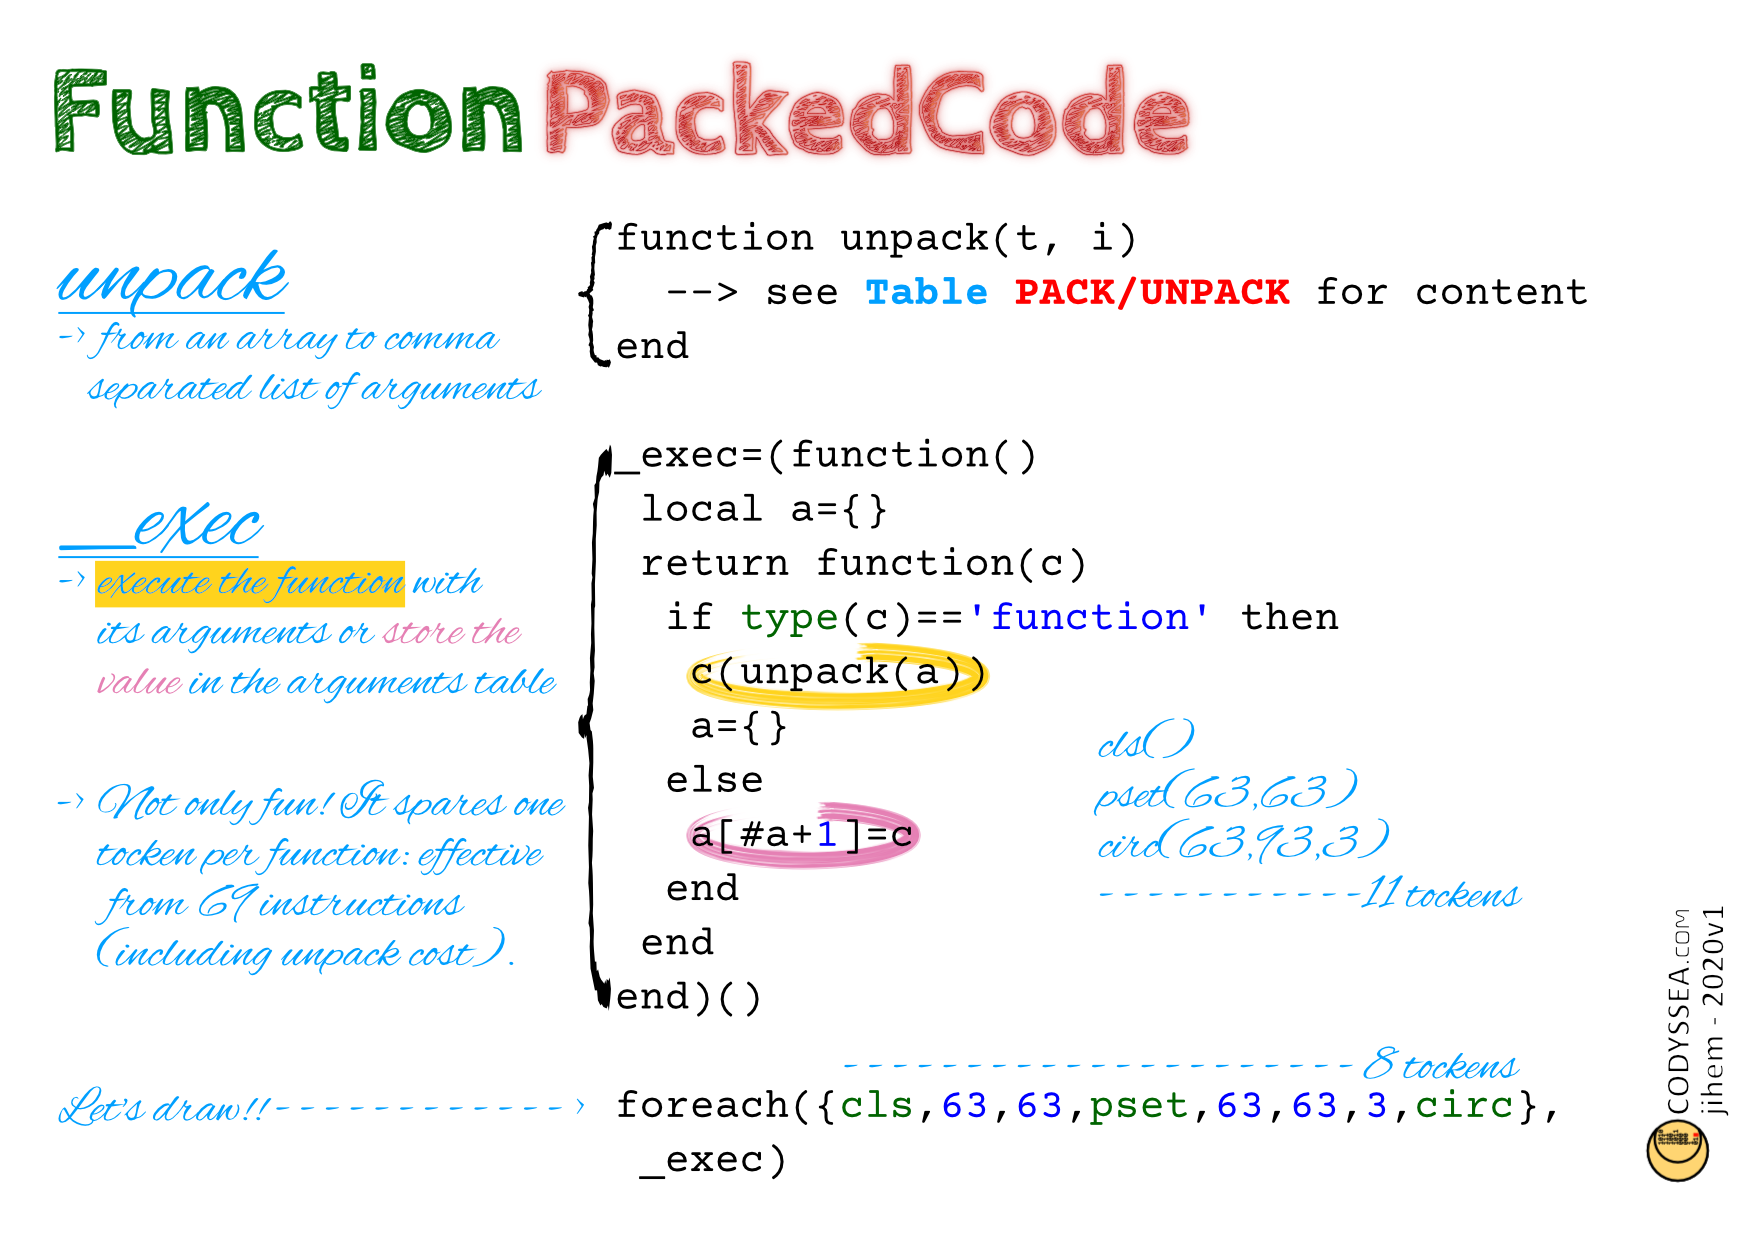 Function PackedCode
unpack
-> from an array to comma
separated list of arguments
function unpack(t, i)
--> see Table PACK/UNPACK for content
end
__exec
-> execute the function with
its arguments or store the
value in the arguments table
-> Not only fun! It spares one
tocken per function: effective
from 69 instructions
(including unpack cost).
_exec=(function()
local a={}
return function(c)
if type(c)=='function' then
c(unpack(a))
a={}
else
a[#a+1]=c
end
end
end)()
cls()
pset(63,63)
circ(63,93,3)
-----------11 tockens
---------------------8 tockens
Let's draw!!------------>
foreach({cls,63,63,pset,63,63,3,circ},
_exec)
CODYSSEA.COM
jihem - 2020v1